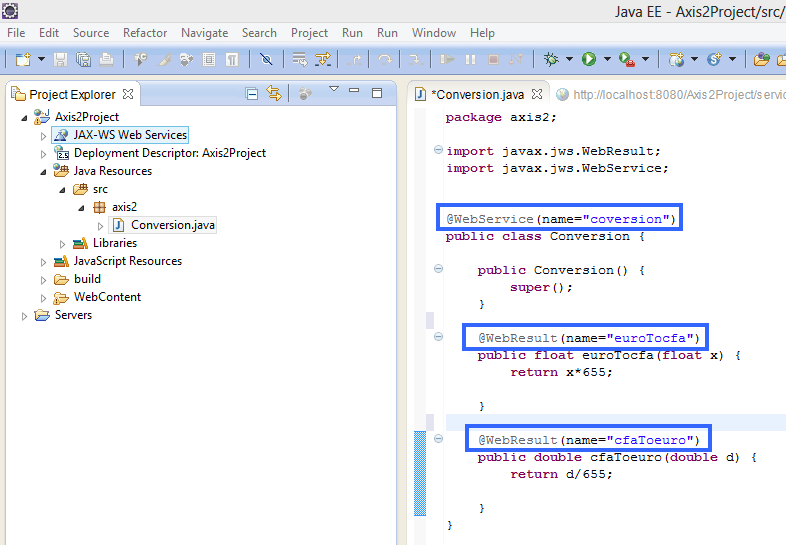 Java EE - Axis2Project/src/
File Edit Source Refactor Navigate Search Project Run Run Window Help
Project Explorer
*Conversion.java http://localhost:8080/Axis2Project/servic
Axis2Project
JAX-WS Web Services
Deployment Descriptor: Axis2Project
Java Resources
src
axis2
Conversion.java
Libraries
JavaScript Resources
build
WebContent
Servers
package axis2;
import javax.jws.WebResult;
import javax.jws.WebService;
@WebService(name="coversion")
public class Conversion {
public Conversion() {
super();
}
@WebResult(name="euroTocfa")
public float euroTocfa(float x) {
return x*655;
}
@WebResult(name="cfaToeuro")
public double cfaToeuro(double d) {
return d/655;
}
}